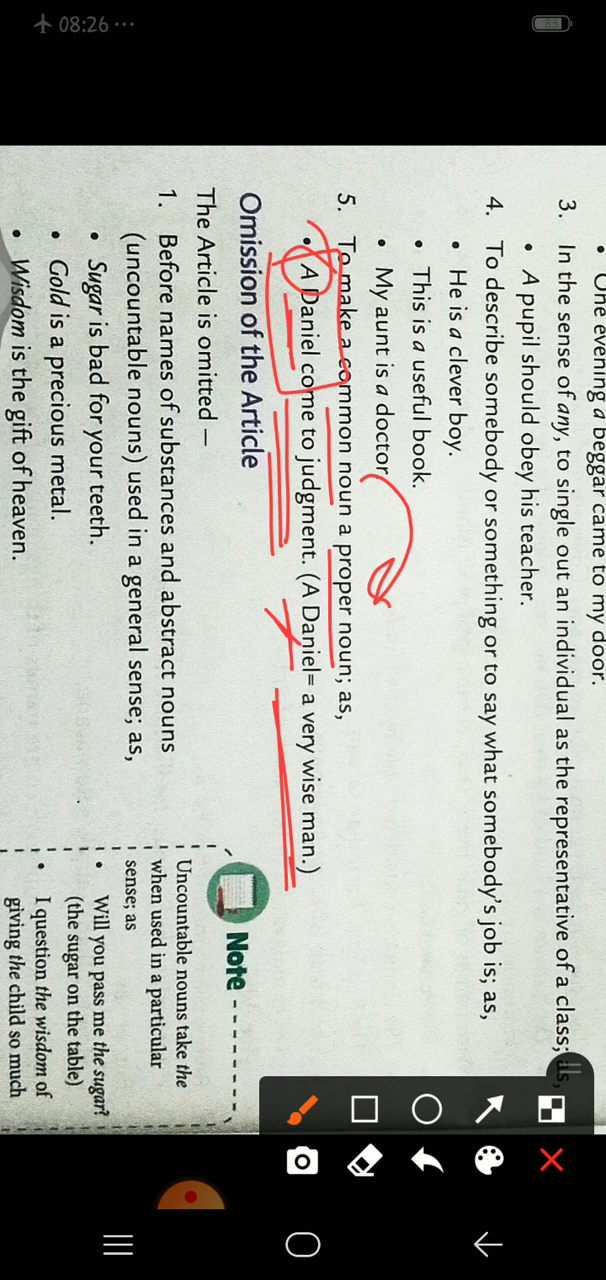 08:26 ...
85
• One evening a beggar came to my door.
3. In the sense of any, to single out an individual as the representative of a class; as,
• A pupil should obey his teacher.
4. To describe somebody or something or to say what somebody's job is; as,
• He is a clever boy.
• This is a useful book.
• My aunt is a doctor
5. To make a common noun a proper noun; as,
• A Daniel come to judgment. (A Daniel= a very wise man.)
Omission of the Article
The Article is omitted —
1. Before names of substances and abstract nouns
(uncountable nouns) used in a general sense; as,
• Sugar is bad for your teeth.
• Gold is a precious metal.
• Wisdom is the gift of heaven.
Note
Uncountable nouns take the
when used in a particular
sense; as
• Will you pass me the sugar?
(the sugar on the table)
• I question the wisdom of
giving the child so much